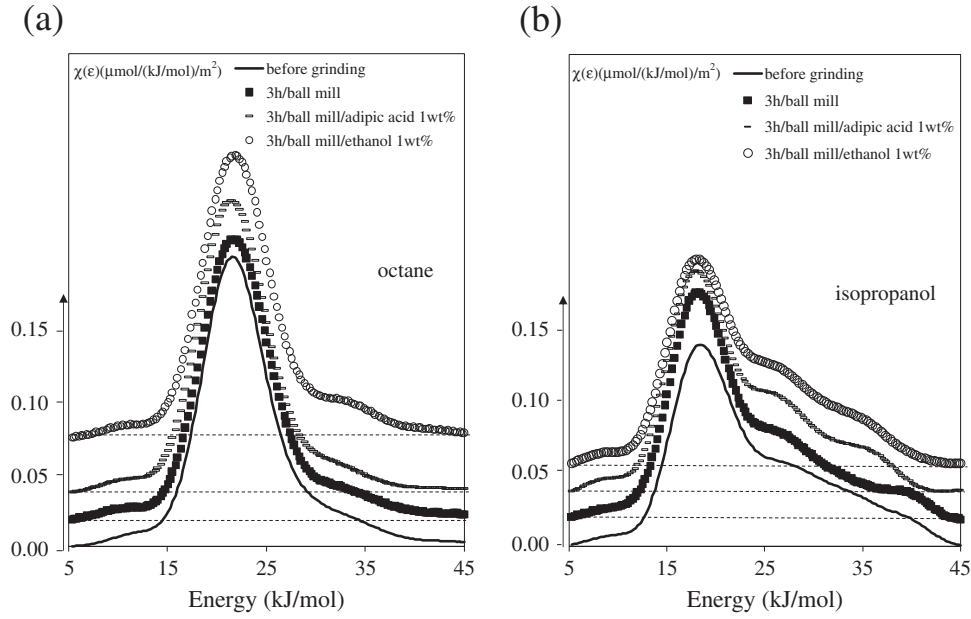 (a)
χ(ε)(μmol/(kJ/mol)/m²)
before grinding
3h/ball mill
3h/ball mill/adipic acid 1wt%
3h/ball mill/ethanol 1wt%
octane
0.15
0.10
0.05
0.00
5 15 25 35 45
Energy (kJ/mol)
(b)
χ(ε)(μmol/(kJ/mol)/m²)
before grinding
3h/ball mill
3h/ball mill/adipic acid 1wt%
3h/ball mill/ethanol 1wt%
isopropanol
0.15
0.10
0.05
0.00
5 15 25 35 45
Energy (kJ/mol)